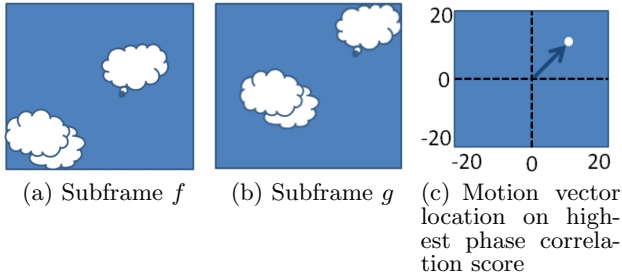 20
0
-20
-20 0 20
(a) Subframe f
(b) Subframe g
(c) Motion vector
location on high-
est phase correla-
tion score